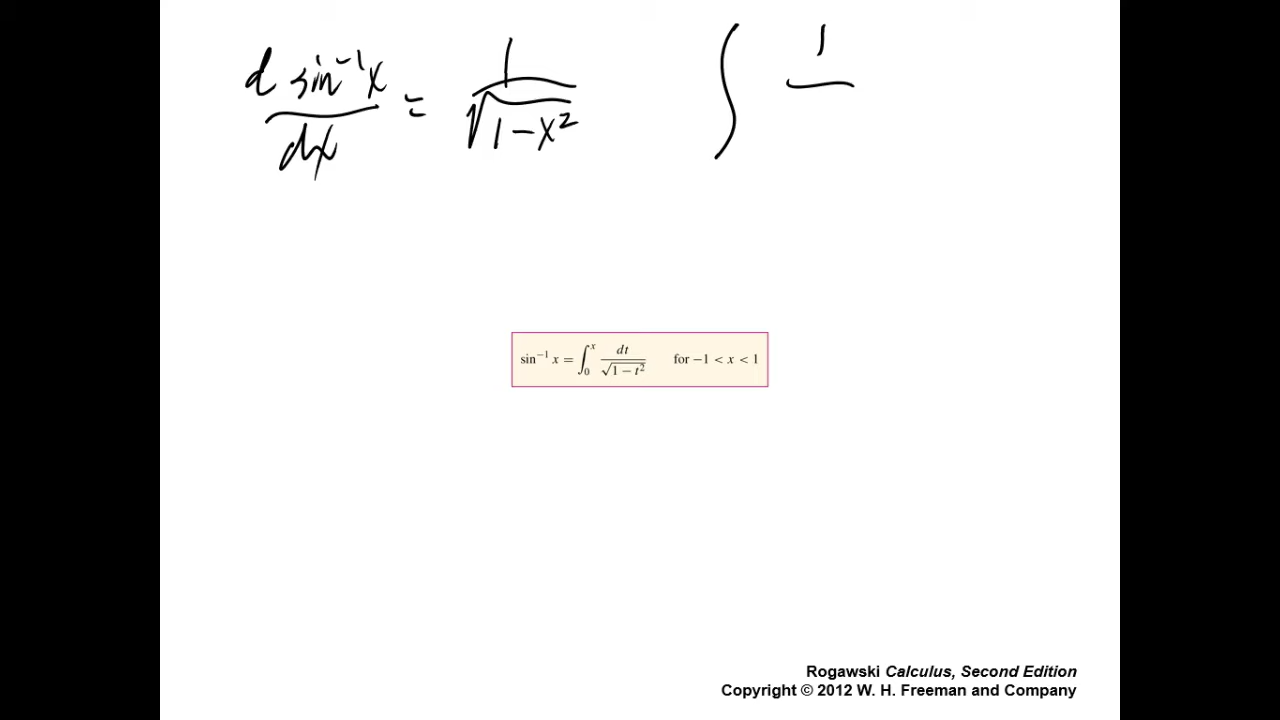 d sin⁻¹x / dx = 1 / √(1−x²) ∫ 1 /
sin⁻¹ x = ∫₀ˣ dt / √(1 − t²) for −1 < x < 1
Rogawski Calculus, Second Edition
Copyright © 2012 W. H. Freeman and Company